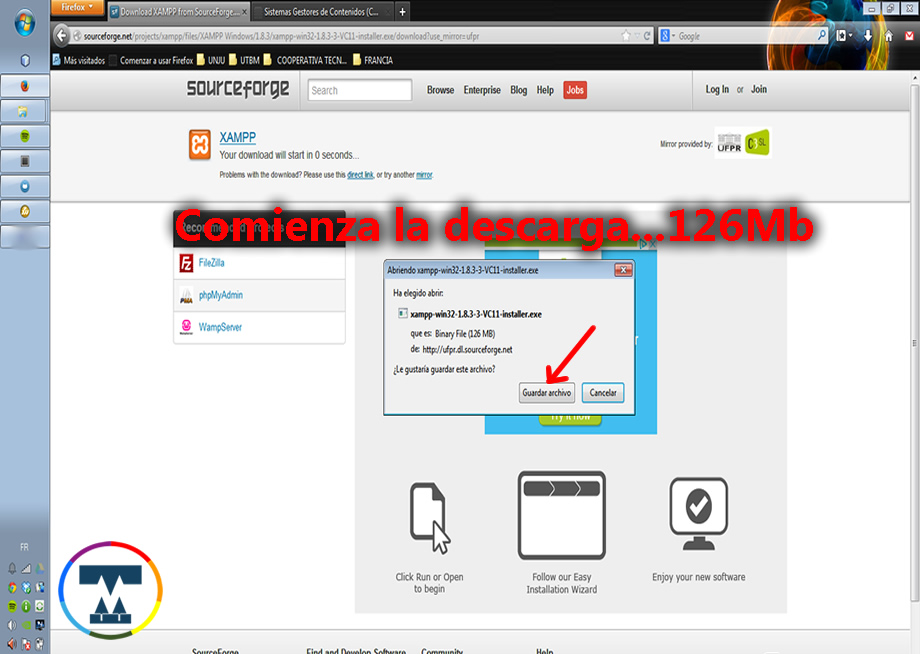 Firefox
Download XAMPP from SourceForge....
Sistemas Gestores de Contenidos (C...
sourceforge.net/projects/xampp/files/XAMPP Windows/1.8.3/xampp-win32-1.8.3-3-VC11-installer.exe/download?use_mirror=ufpr
Google
Más visitados
Comenzar a usar Firefox
UNJU
UTBM
COOPERATIVA TECN...
FRANCIA
sourceforge
Search
Browse
Enterprise
Blog
Help
Jobs
Log In or Join
XAMPP
Your download will start in 0 seconds...
Problems with the download? Please use this direct link, or try another mirror.
Mirror provided by:
UFPR
C3SL
Comienza la descarga...126Mb
FileZilla
phpMyAdmin
WampServer
Abriendo xampp-win32-1.8.3-3-VC11-installer.exe
Ha elegido abrir:
xampp-win32-1.8.3-3-VC11-installer.exe
que es: Binary File (126 MB)
de: http://ufpr.dl.sourceforge.net
¿Le gustaría guardar este archivo?
Guardar archivo
Cancelar
Try it now
Click Run or Open
to begin
Follow our Easy
Installation Wizard
Enjoy your new software
FR
SourceForge
Find and Develop Software
Community
Help